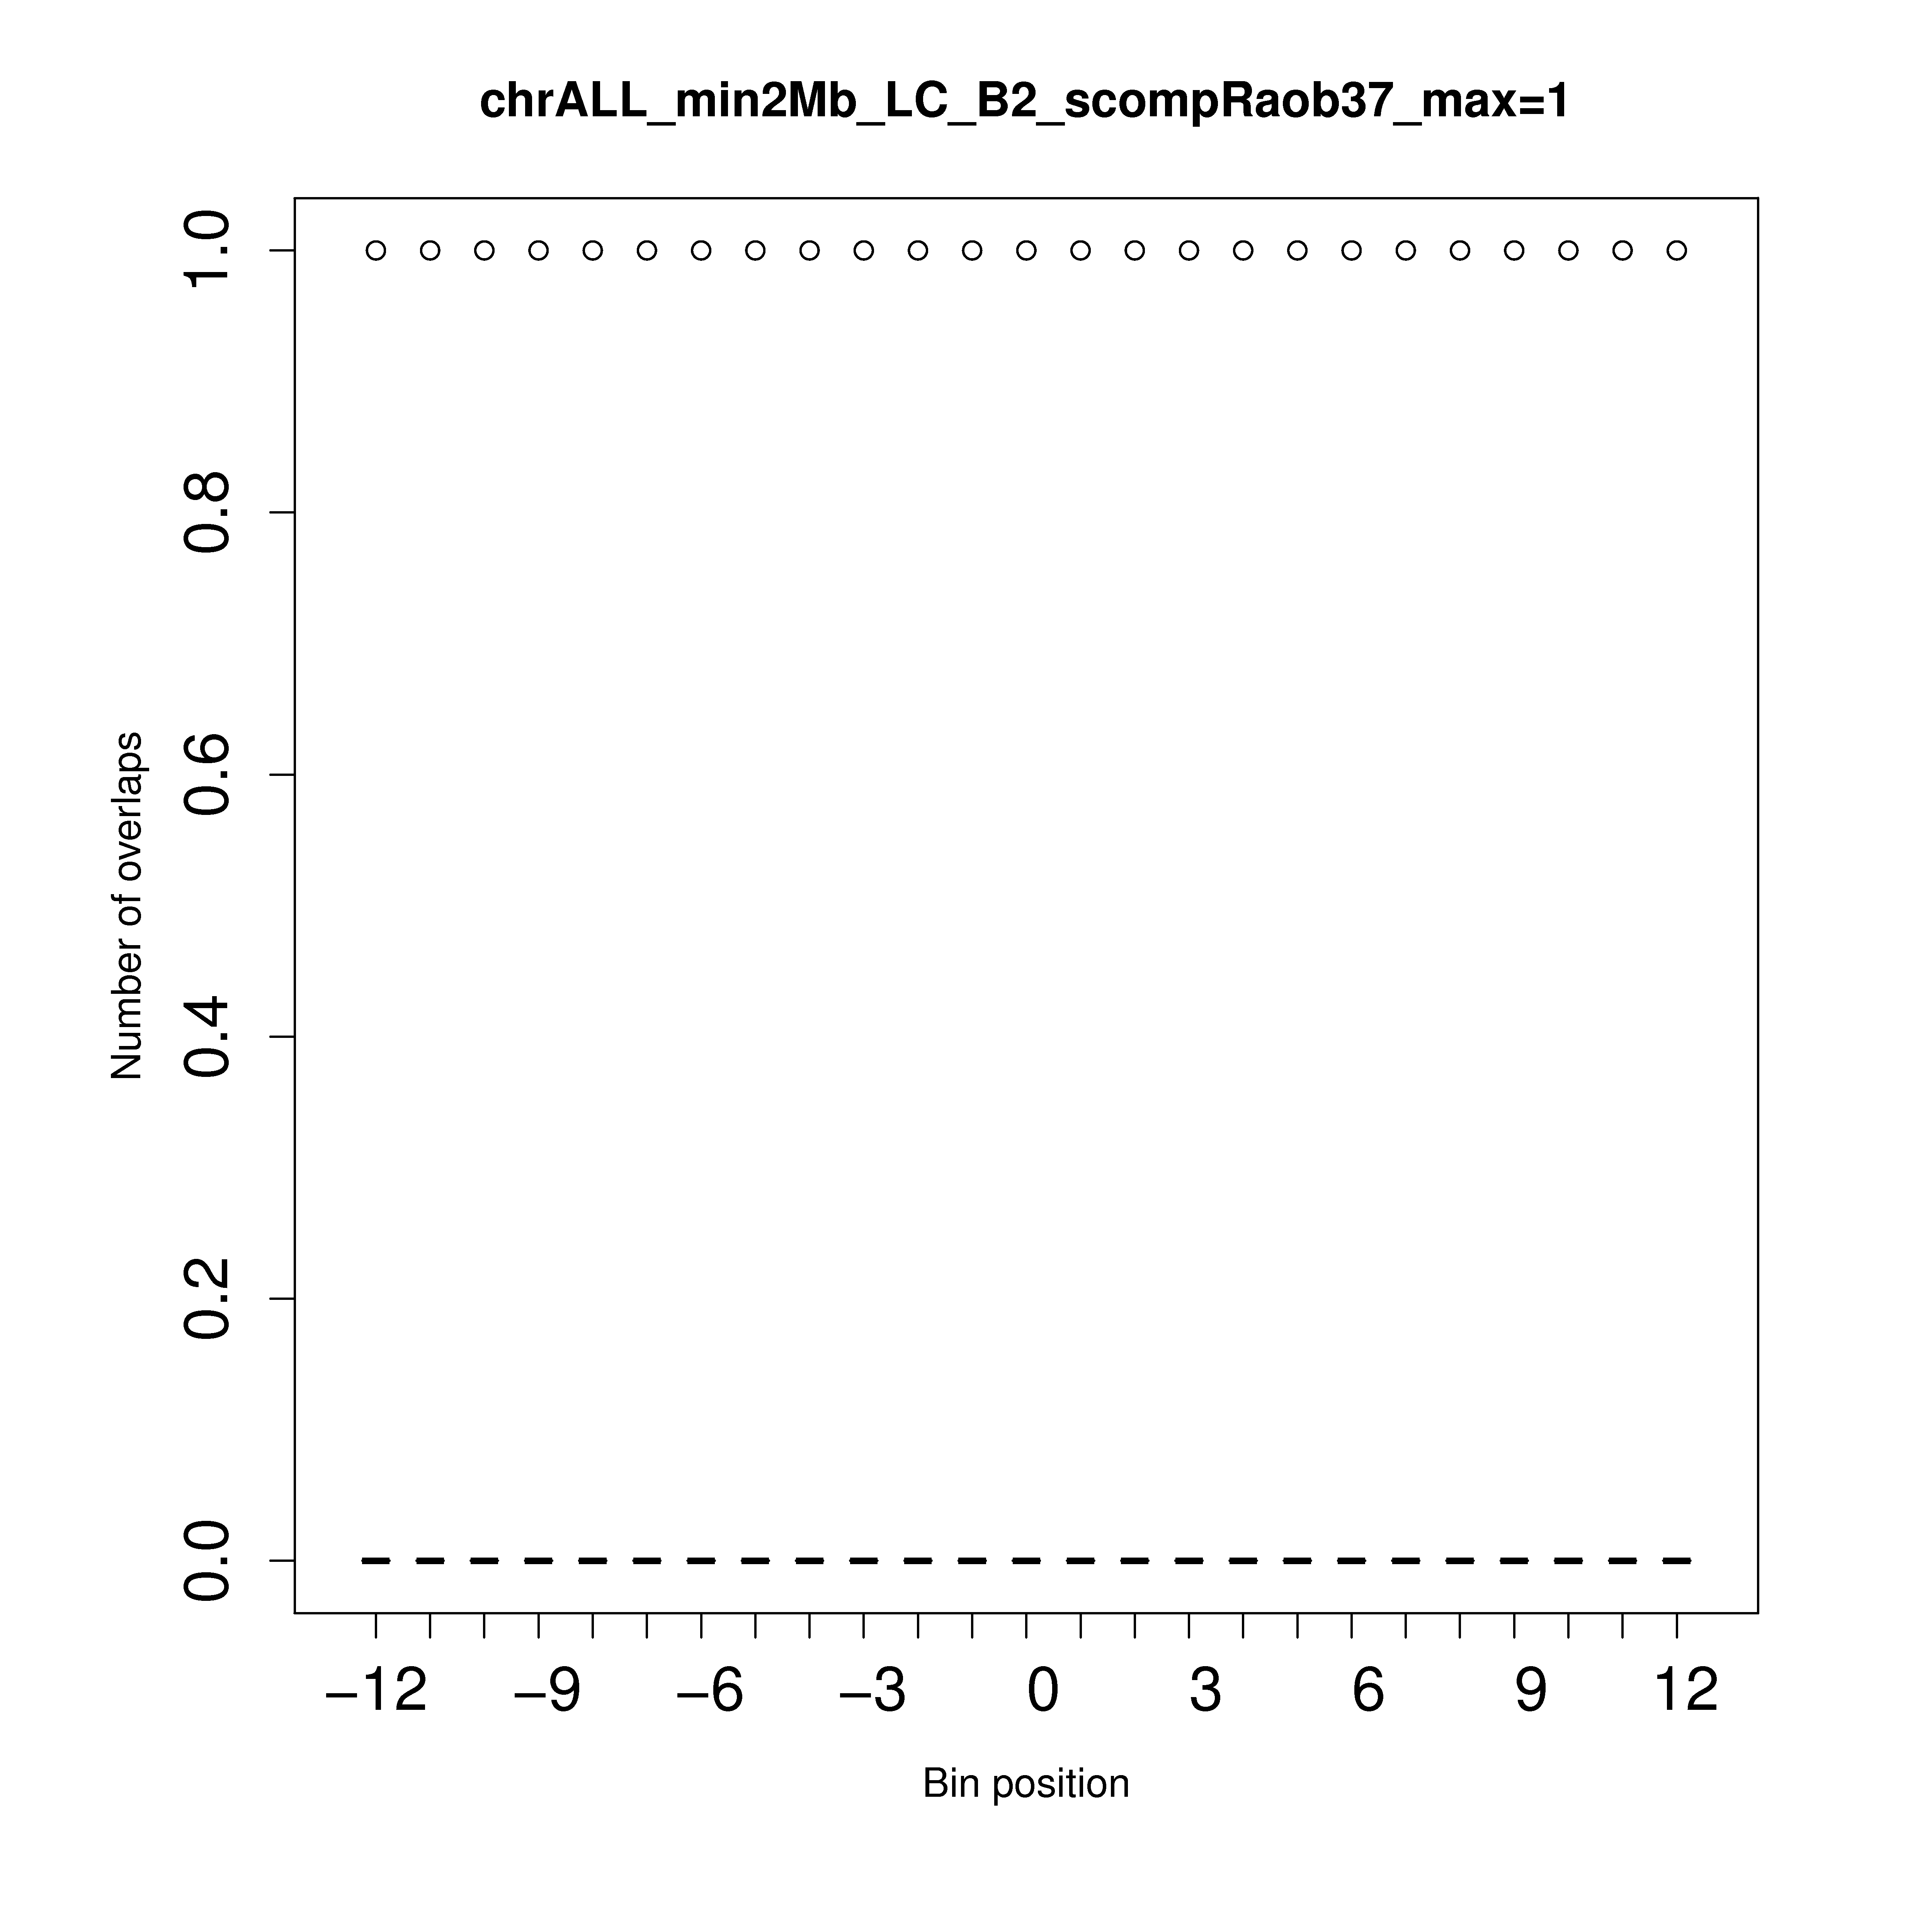 chrALL_min2Mb_LC_B2_scompRaob37_max=1
1.0
0.8
0.6
0.4
0.2
0.0
Number of overlaps
−12 −9 −6 −3 0 3 6 9 12
Bin position